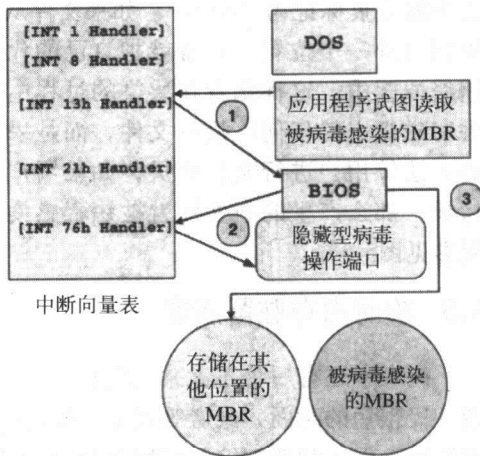 [INT 1 Handler]
[INT 8 Handler]
[INT 13h Handler]
[INT 21h Handler]
[INT 76h Handler]
中断向量表
DOS
应用程序试图读取
被病毒感染的MBR
1
BIOS
3
2
隐藏型病毒
操作端口
存储在其
他位置的
MBR
被病毒感染
的MBR